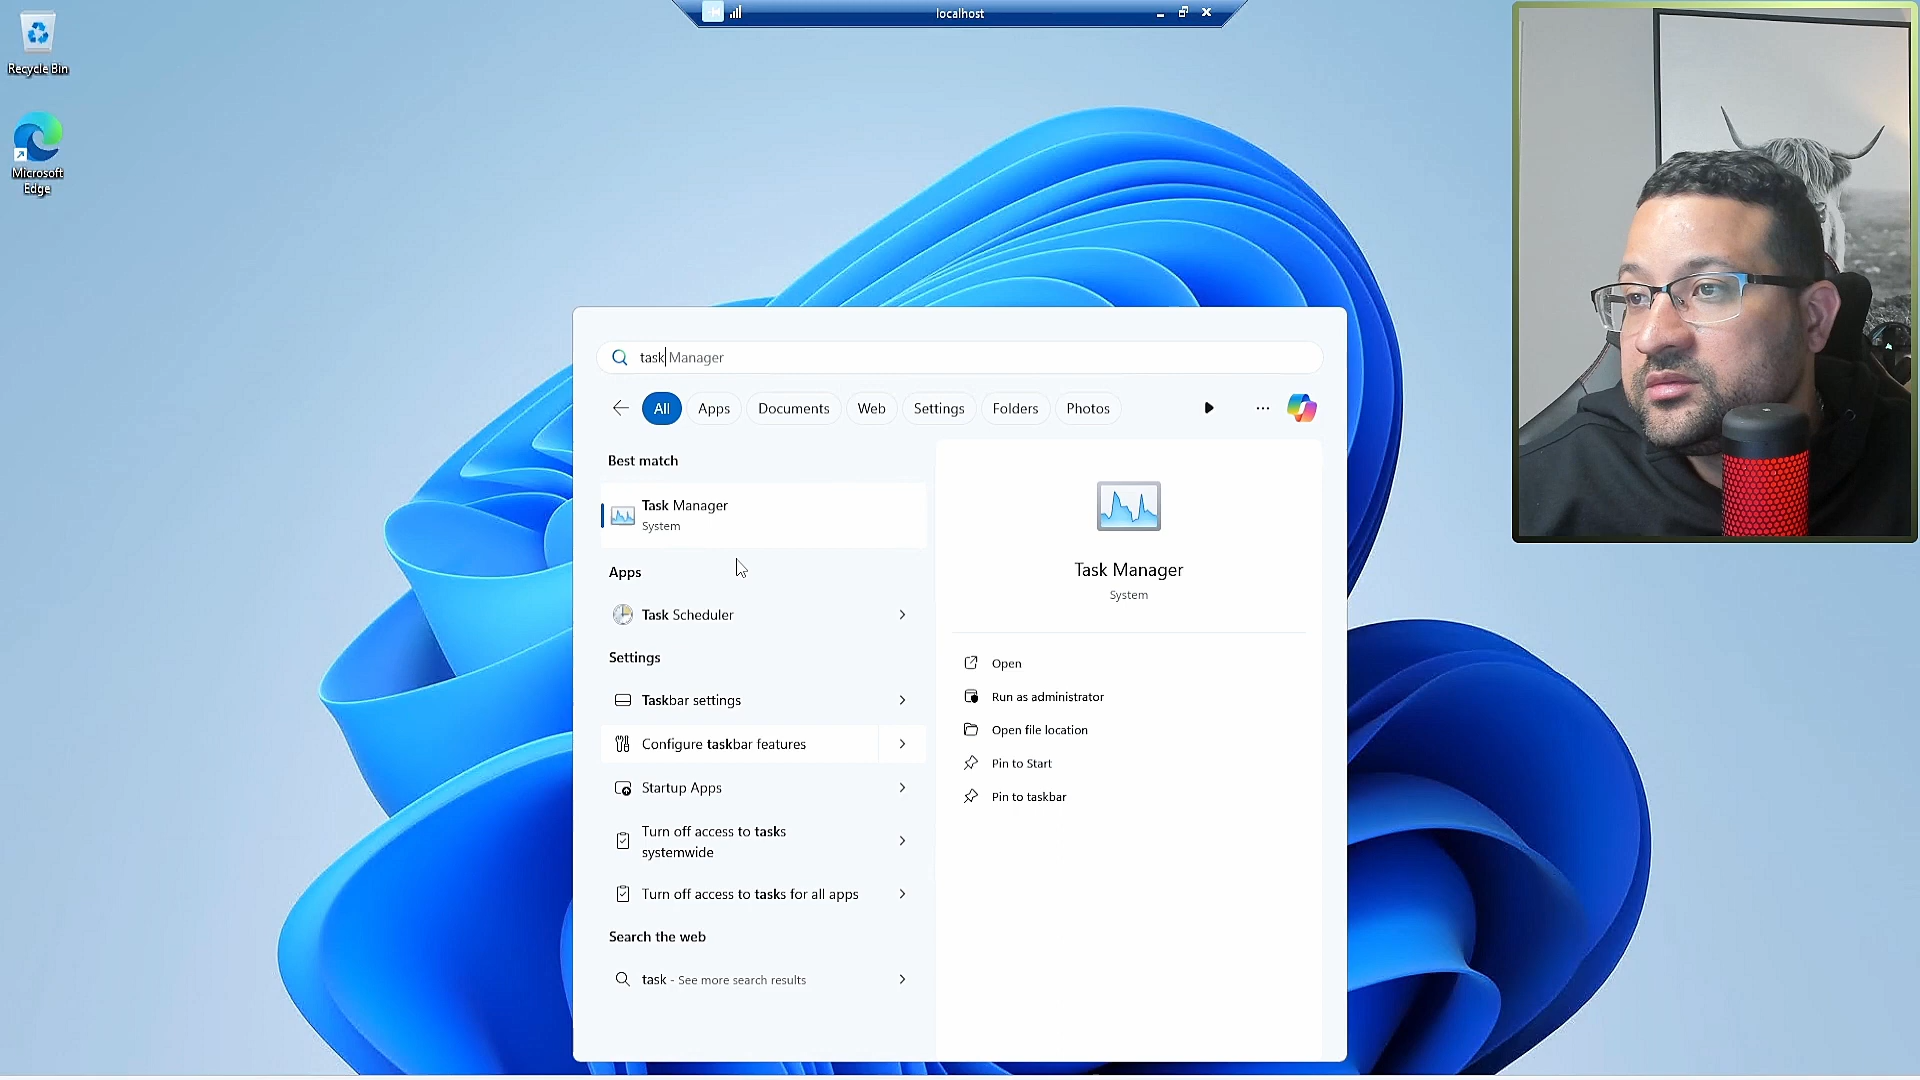 localhost
Recycle Bin
Microsoft
Edge
task Manager
All
Apps
Documents
Web
Settings
Folders
Photos
Best match
Task Manager
System
Apps
Task Scheduler
Settings
Taskbar settings
Configure taskbar features
Startup Apps
Turn off access to tasks
systemwide
Turn off access to tasks for all apps
Search the web
task - See more search results
Task Manager
System
Open
Run as administrator
Open file location
Pin to Start
Pin to taskbar